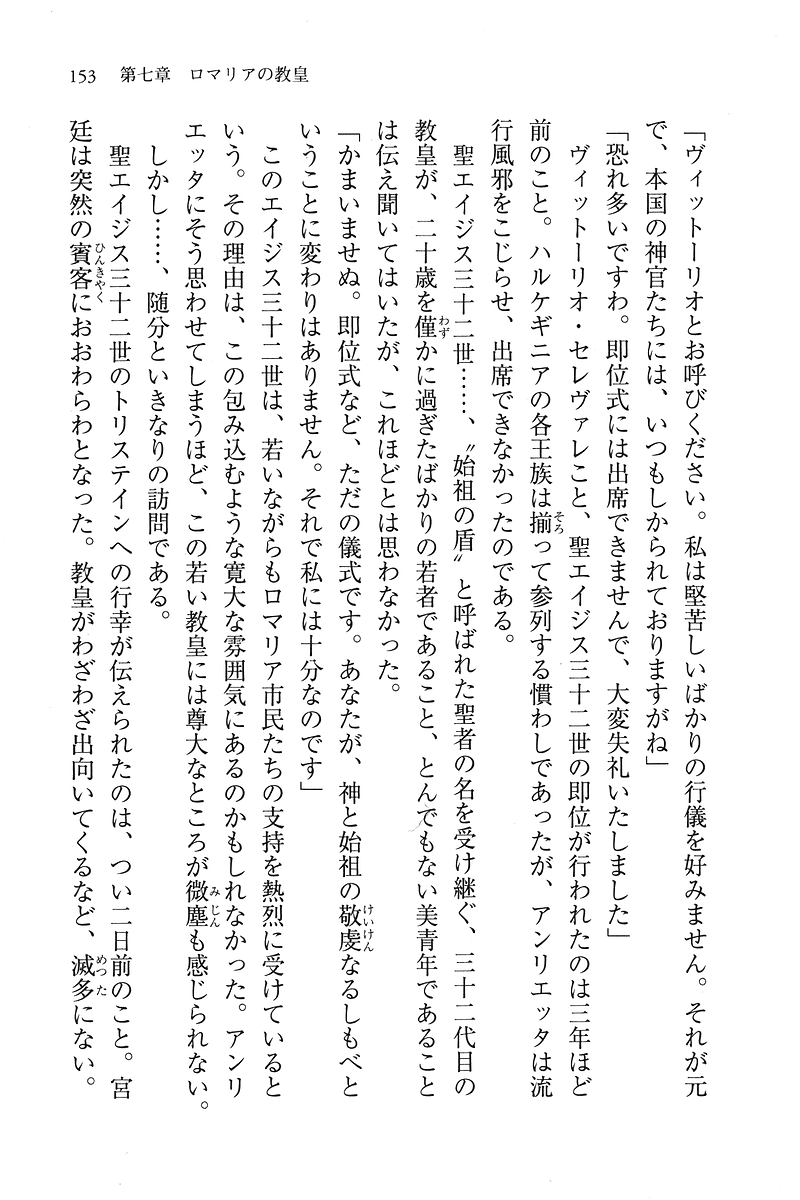 153　第七章　ロマリアの教皇
「ヴィットーリオとお呼びください。私は堅苦しいばかりの行儀を好みません。それが元
で、本国の神官たちには、いつもしかられておりますがね」
「恐れ多いですわ。即位式には出席できませんで、大変失礼いたしました」
　ヴィットーリオ・セレヴァレこと、聖エイジス三十二世の即位が行われたのは三年ほど
前のこと。ハルケギニアの各王族は揃って参列する慣わしであったが、アンリエッタは流
行風邪をこじらせ、出席できなかったのである。
　聖エイジス三十二世……、〝始祖の盾〟と呼ばれた聖者の名を受け継ぐ、三十二代目の
教皇が、二十歳を僅かに過ぎたばかりの若者であること、とんでもない美青年であること
は伝え聞いてはいたが、これほどとは思わなかった。
「かまいませぬ。即位式など、ただの儀式です。あなたが、神と始祖の敬虔なるしもべと
いうことに変わりはありません。それで私には十分なのです」
　このエイジス三十二世は、若いながらもロマリア市民たちの支持を熱烈に受けていると
いう。その理由は、この包み込むような寛大な雰囲気にあるのかもしれなかった。アンリ
エッタにそう思わせてしまうほど、この若い教皇には尊大なところが微塵も感じられない。
　しかし……、随分といきなりの訪問である。
　聖エイジス三十二世のトリステインへの行幸が伝えられたのは、つい二日前のこと。宮
廷は突然の賓客におおわらわとなった。教皇がわざわざ出向いてくるなど、滅多にない。